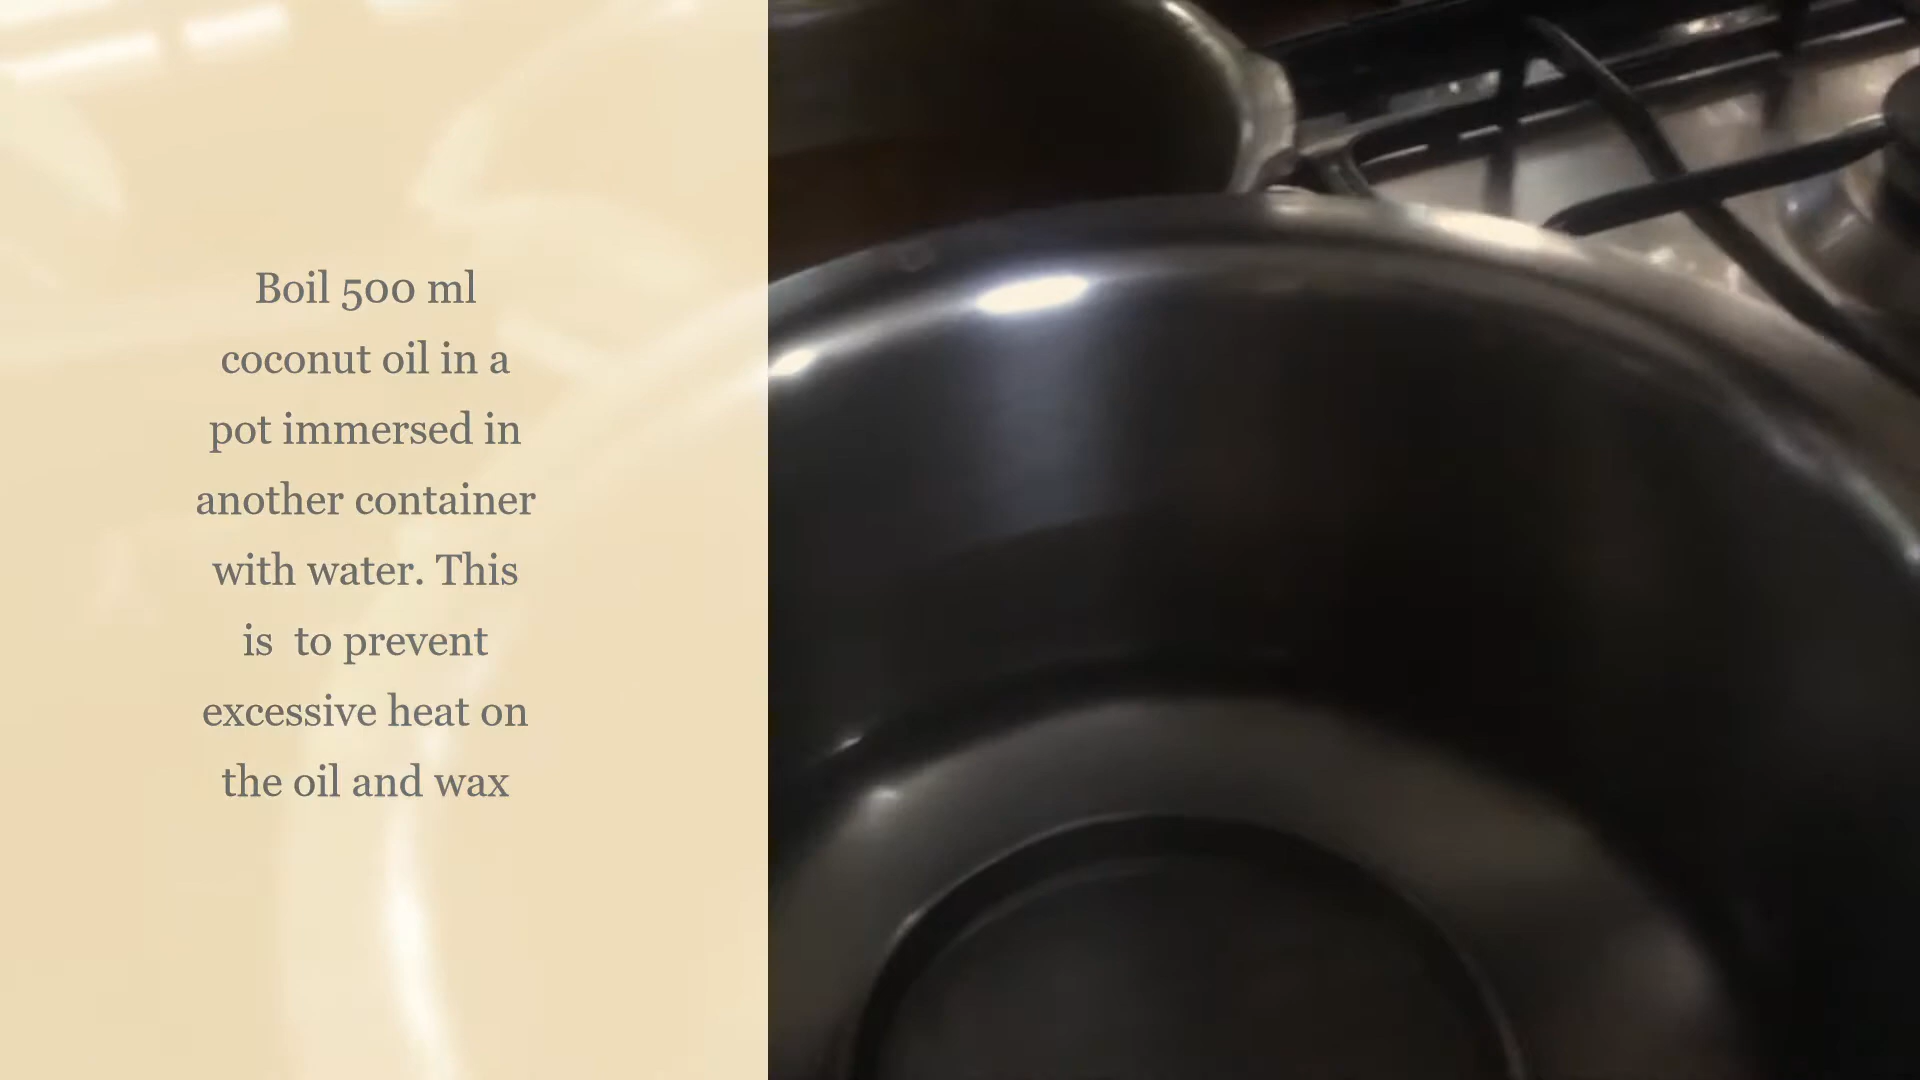 Boil 500 ml
coconut oil in a
pot immersed in
another container
with water. This
is  to prevent
excessive heat on
the oil and wax